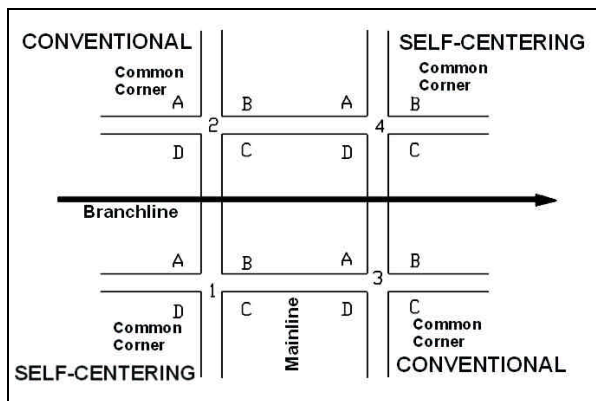 CONVENTIONAL
SELF-CENTERING
Common
Corner
Common
Corner
A B A B
2 4
D C D C
Branchline
A B A B
1 3
D C D C
Common
Corner
Mainline
Common
Corner
SELF-CENTERING
CONVENTIONAL